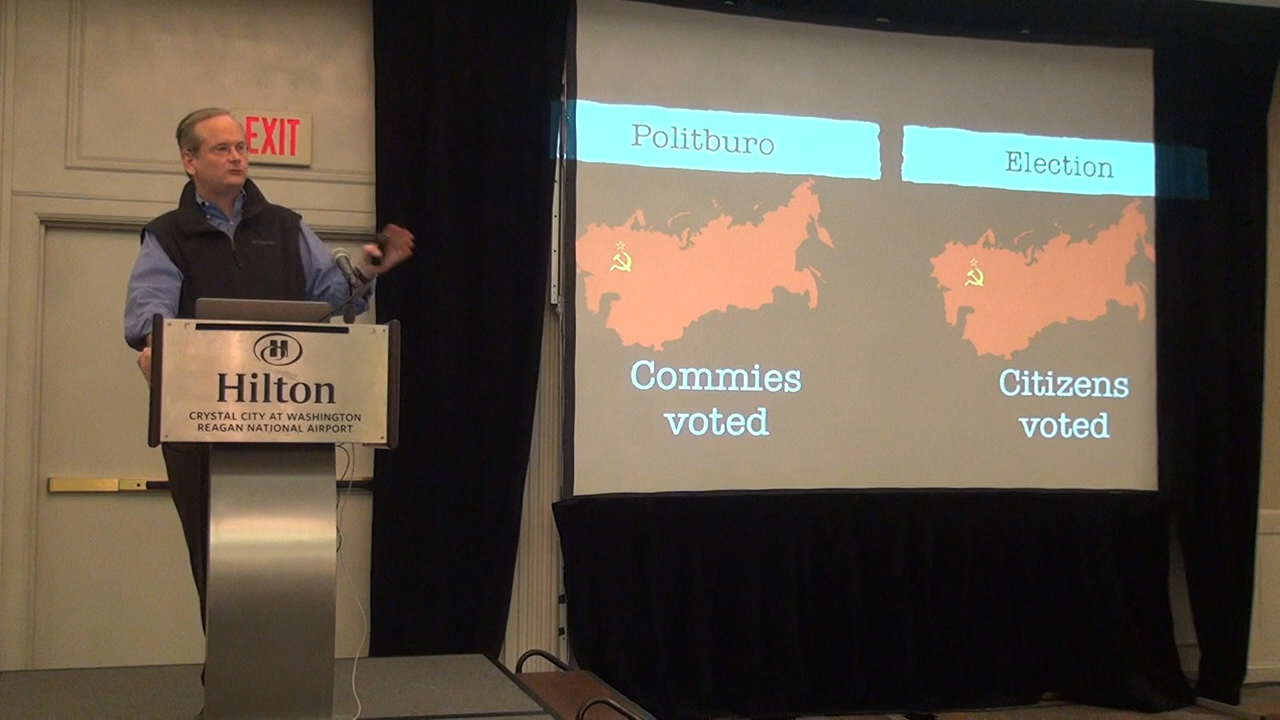 EXIT
Hilton
CRYSTAL CITY AT WASHINGTON
REAGAN NATIONAL AIRPORT
Politburo
Election
Commies
voted
Citizens
voted